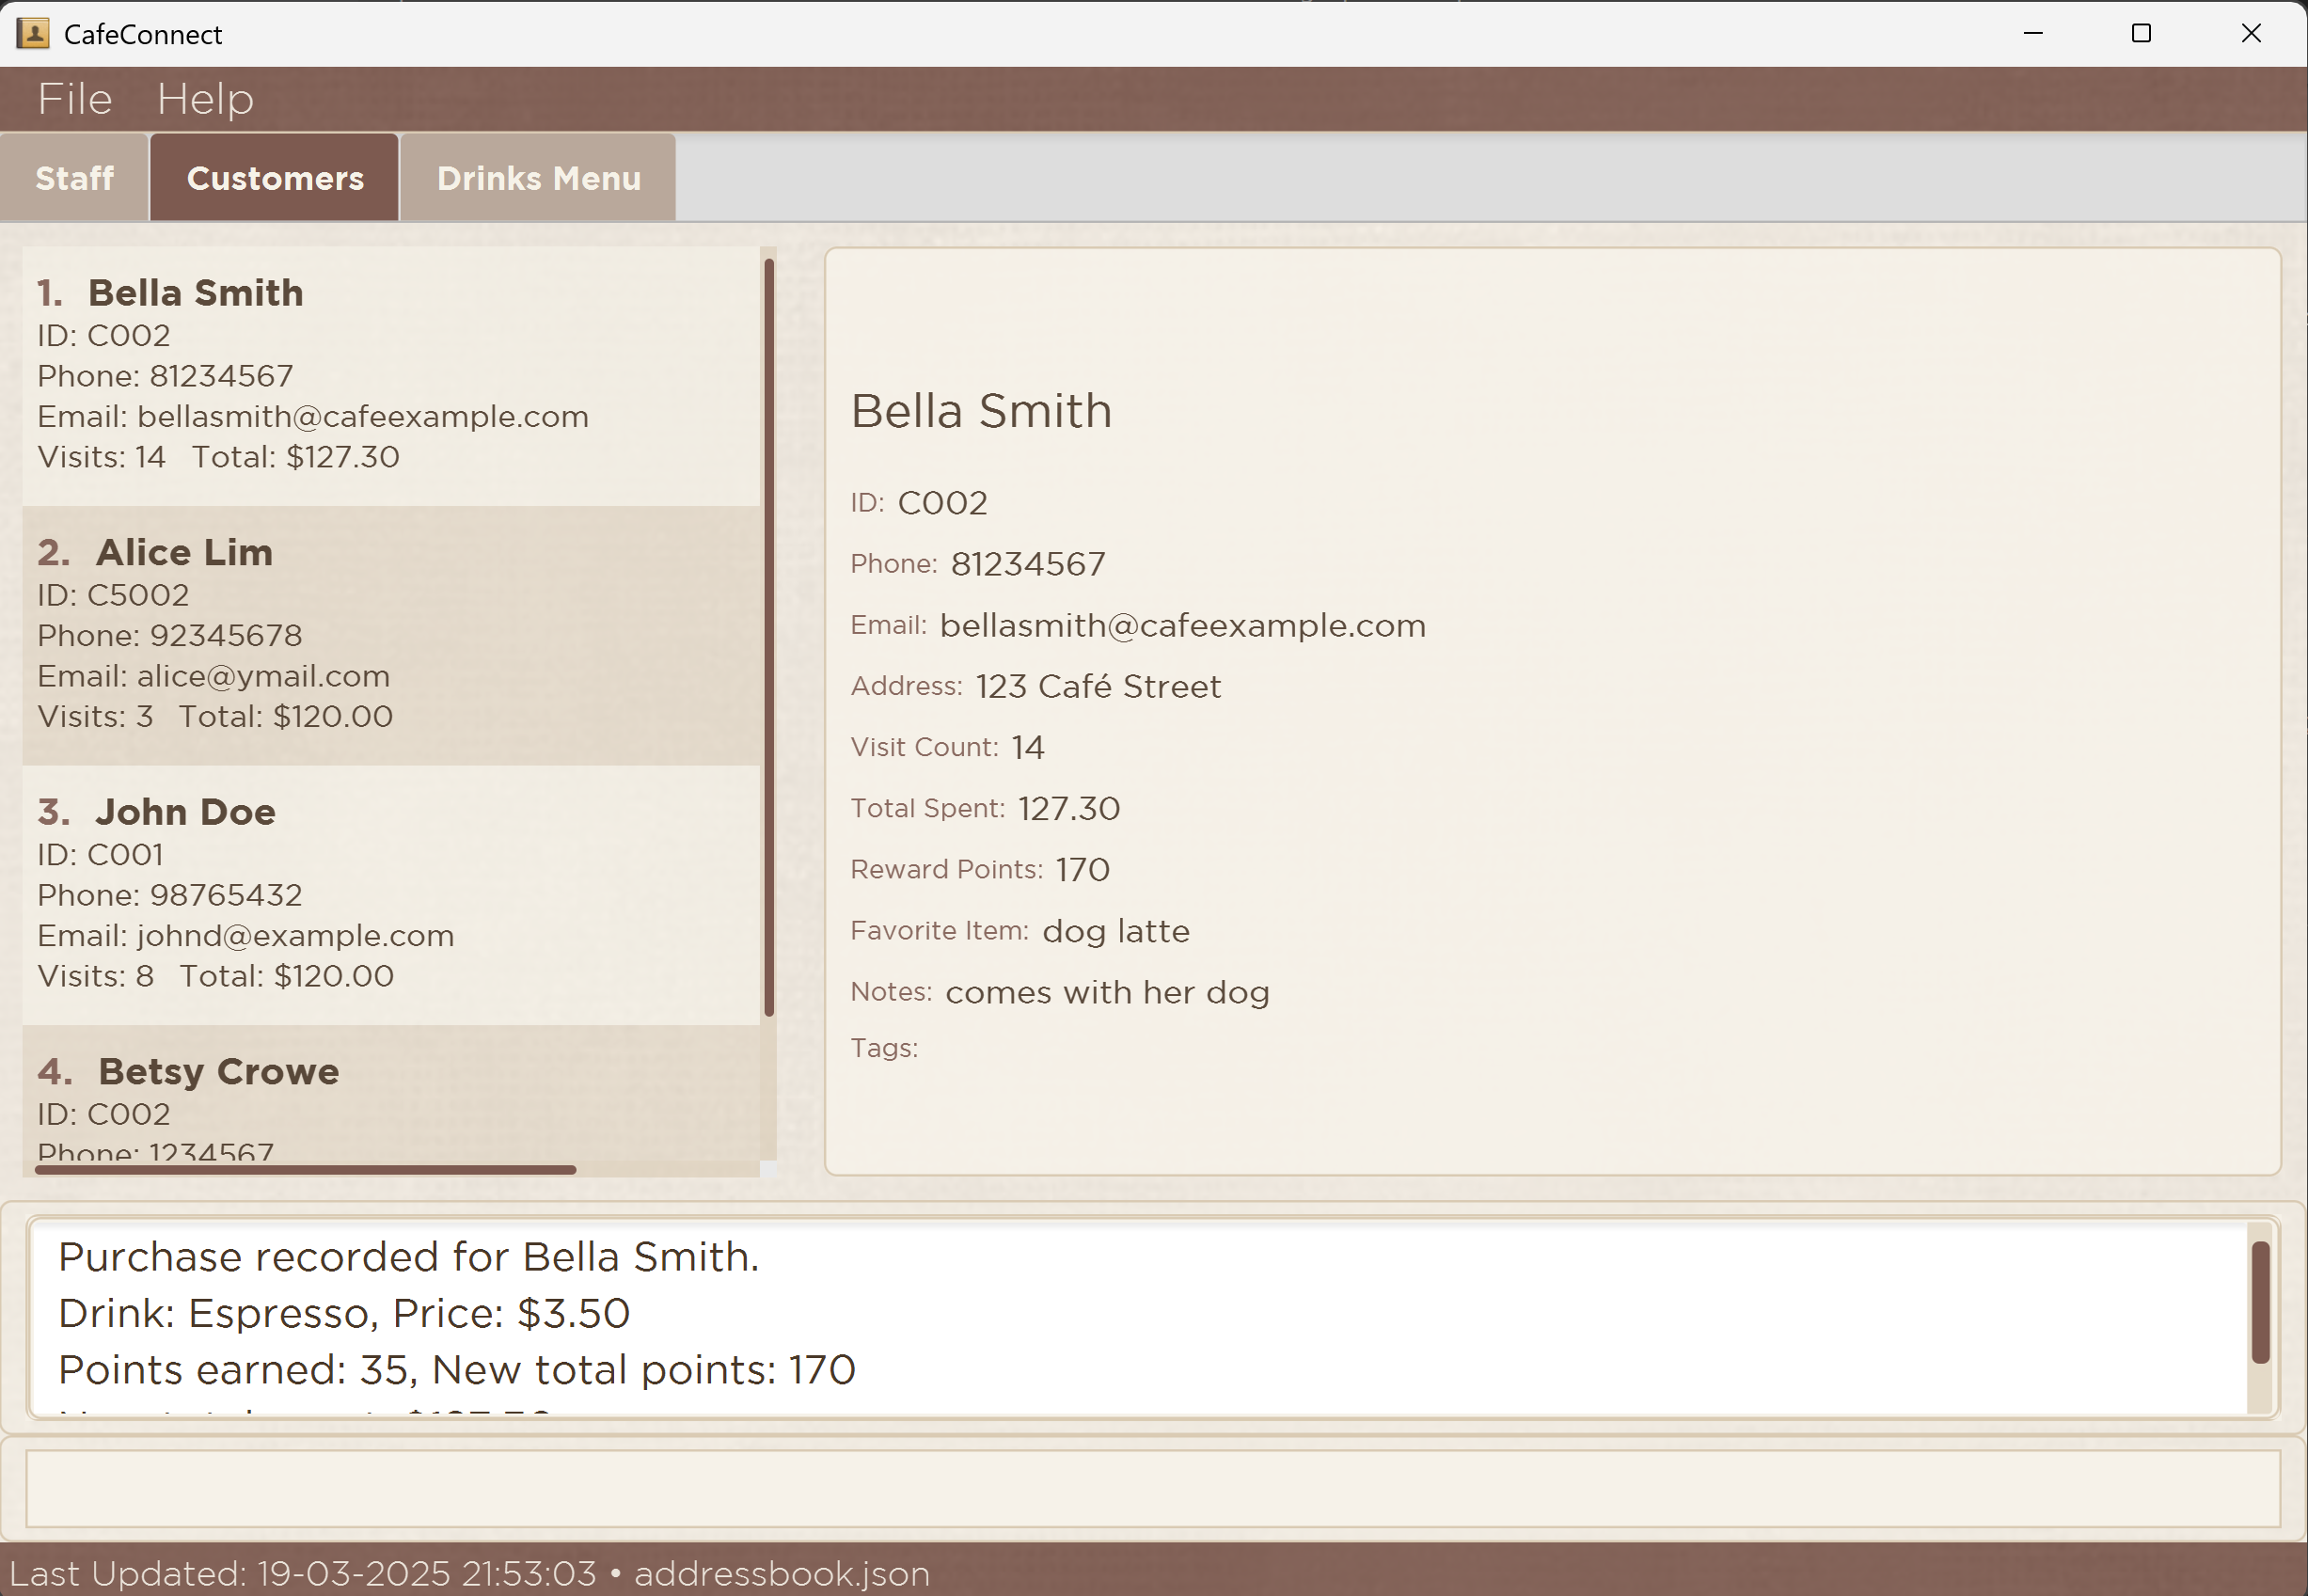 CafeConnect
File Help
Staff Customers Drinks Menu
1. Bella Smith
ID: C002
Phone: 81234567
Email: bellasmith@cafeexample.com
Visits: 14 Total: $127.30
2. Alice Lim
ID: C5002
Phone: 92345678
Email: alice@ymail.com
Visits: 3 Total: $120.00
3. John Doe
ID: C001
Phone: 98765432
Email: johnd@example.com
Visits: 8 Total: $120.00
4. Betsy Crowe
ID: C002
Phone: 1234567
Bella Smith
ID: C002
Phone: 81234567
Email: bellasmith@cafeexample.com
Address: 123 Café Street
Visit Count: 14
Total Spent: 127.30
Reward Points: 170
Favorite Item: dog latte
Notes: comes with her dog
Tags:
Purchase recorded for Bella Smith.
Drink: Espresso, Price: $3.50
Points earned: 35, New total points: 170
Last Updated: 19-03-2025 21:53:03 • addressbook.json